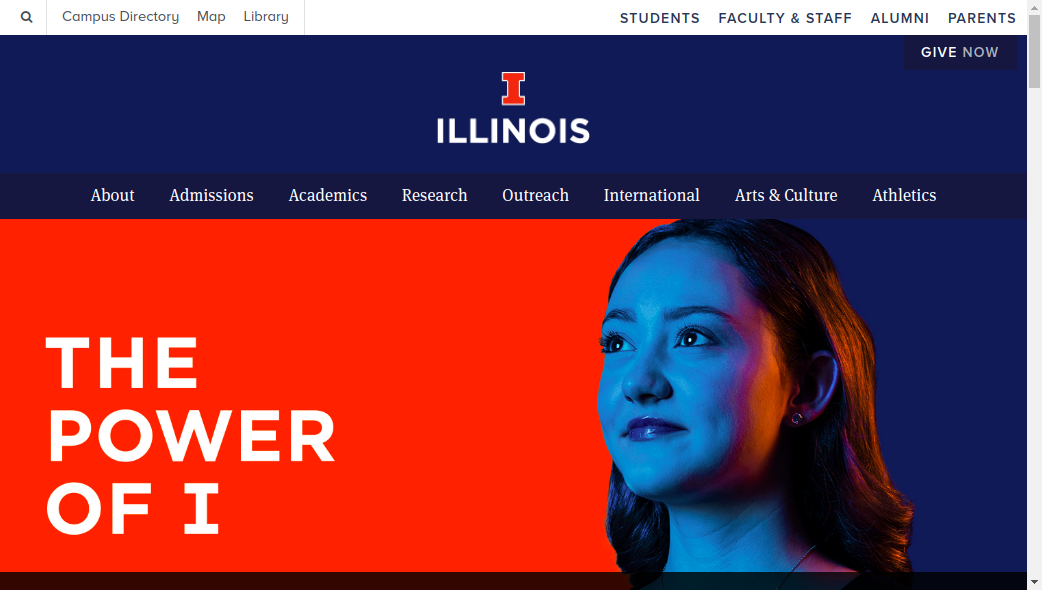 Campus Directory Map Library
STUDENTS FACULTY & STAFF ALUMNI PARENTS
GIVE NOW
I
ILLINOIS
About Admissions Academics Research Outreach International Arts & Culture Athletics
THE
POWER
OF I